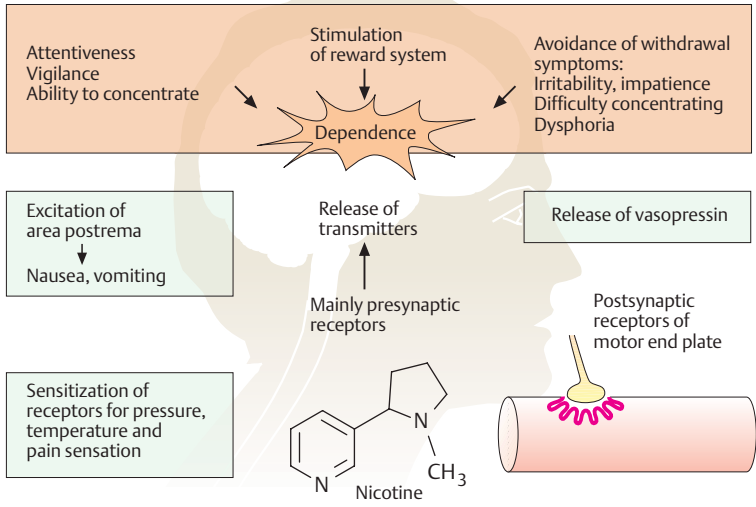 Attentiveness
Vigilance
Ability to concentrate
Stimulation
of reward system
Avoidance of withdrawal
symptoms:
Irritability, impatience
Difficulty concentrating
Dysphoria
Dependence
Excitation of
area postrema
Nausea, vomiting
Release of
transmitters
Release of vasopressin
Mainly presynaptic
receptors
Postsynaptic
receptors of
motor end plate
Sensitization of
receptors for pressure,
temperature and
pain sensation
N
N
CH3
Nicotine